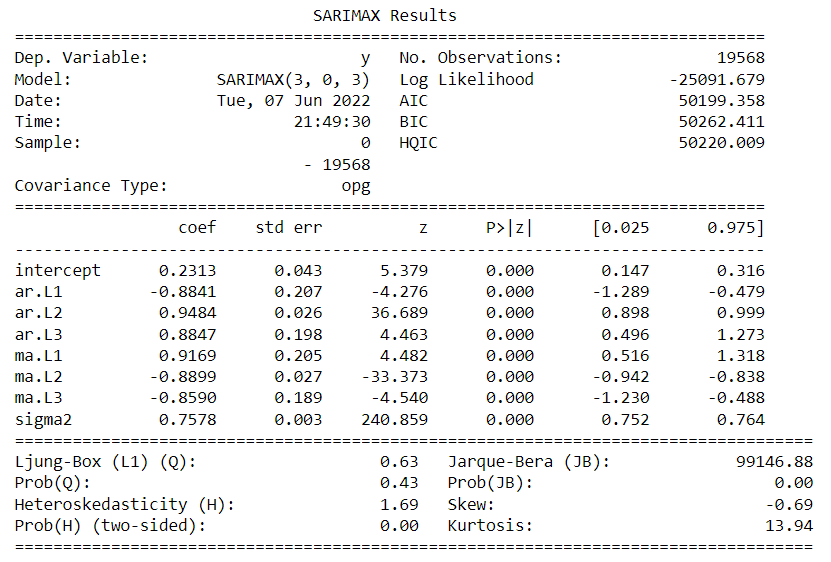 SARIMAX Results
==============================================================================
Dep. Variable:                      y   No. Observations:                19568
Model:               SARIMAX(3, 0, 3)   Log Likelihood              -25091.679
Date:                Tue, 07 Jun 2022   AIC                          50199.358
Time:                        21:49:30   BIC                          50262.411
Sample:                             0   HQIC                         50220.009
                              - 19568
Covariance Type:                  opg
==============================================================================
                 coef    std err          z      P>|z|      [0.025      0.975]
------------------------------------------------------------------------------
intercept      0.2313      0.043      5.379      0.000       0.147       0.316
ar.L1         -0.8841      0.207     -4.276      0.000      -1.289      -0.479
ar.L2          0.9484      0.026     36.689      0.000       0.898       0.999
ar.L3          0.8847      0.198      4.463      0.000       0.496       1.273
ma.L1          0.9169      0.205      4.482      0.000       0.516       1.318
ma.L2         -0.8899      0.027    -33.373      0.000      -0.942      -0.838
ma.L3         -0.8590      0.189     -4.540      0.000      -1.230      -0.488
sigma2         0.7578      0.003    240.859      0.000       0.752       0.764
===================================================================================
Ljung-Box (L1) (Q):                   0.63   Jarque-Bera (JB):             99146.88
Prob(Q):                              0.43   Prob(JB):                         0.00
Heteroskedasticity (H):               1.69   Skew:                            -0.69
Prob(H) (two-sided):                  0.00   Kurtosis:                        13.94
===================================================================================